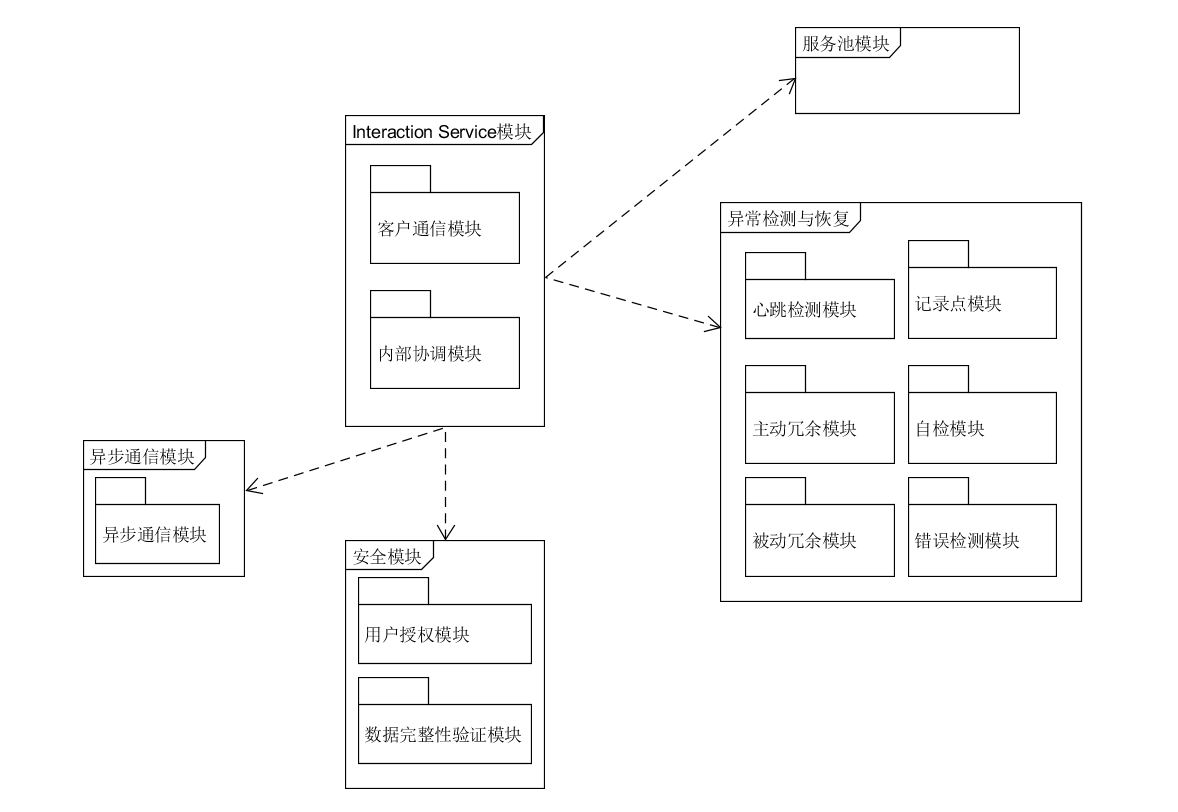 服务池模块
Interaction Service模块
客户通信模块
内部协调模块
异常检测与恢复
心跳检测模块
记录点模块
主动冗余模块
自检模块
被动冗余模块
错误检测模块
异步通信模块
异步通信模块
安全模块
用户授权模块
数据完整性验证模块